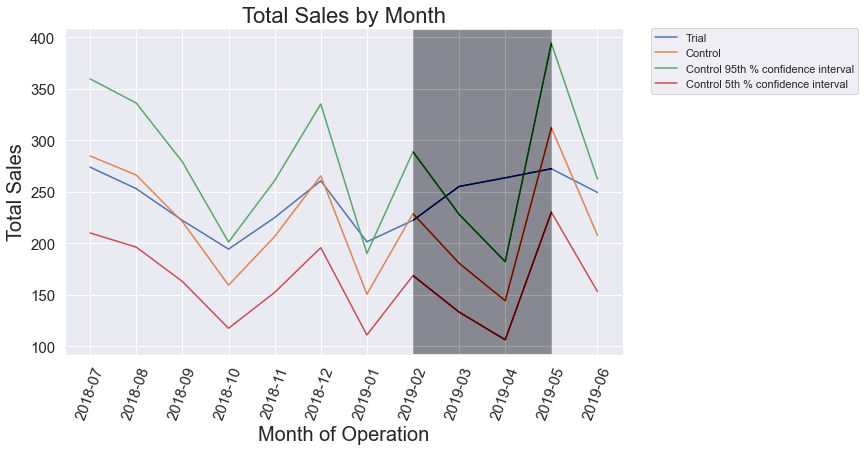 Total Sales by Month
Trial
Control
Control 95th % confidence interval
Control 5th % confidence interval
Total Sales
400
350
300
250
200
150
100
2018-07
2018-08
2018-09
2018-10
2018-11
2018-12
2019-01
2019-02
2019-03
2019-04
2019-05
2019-06
Month of Operation